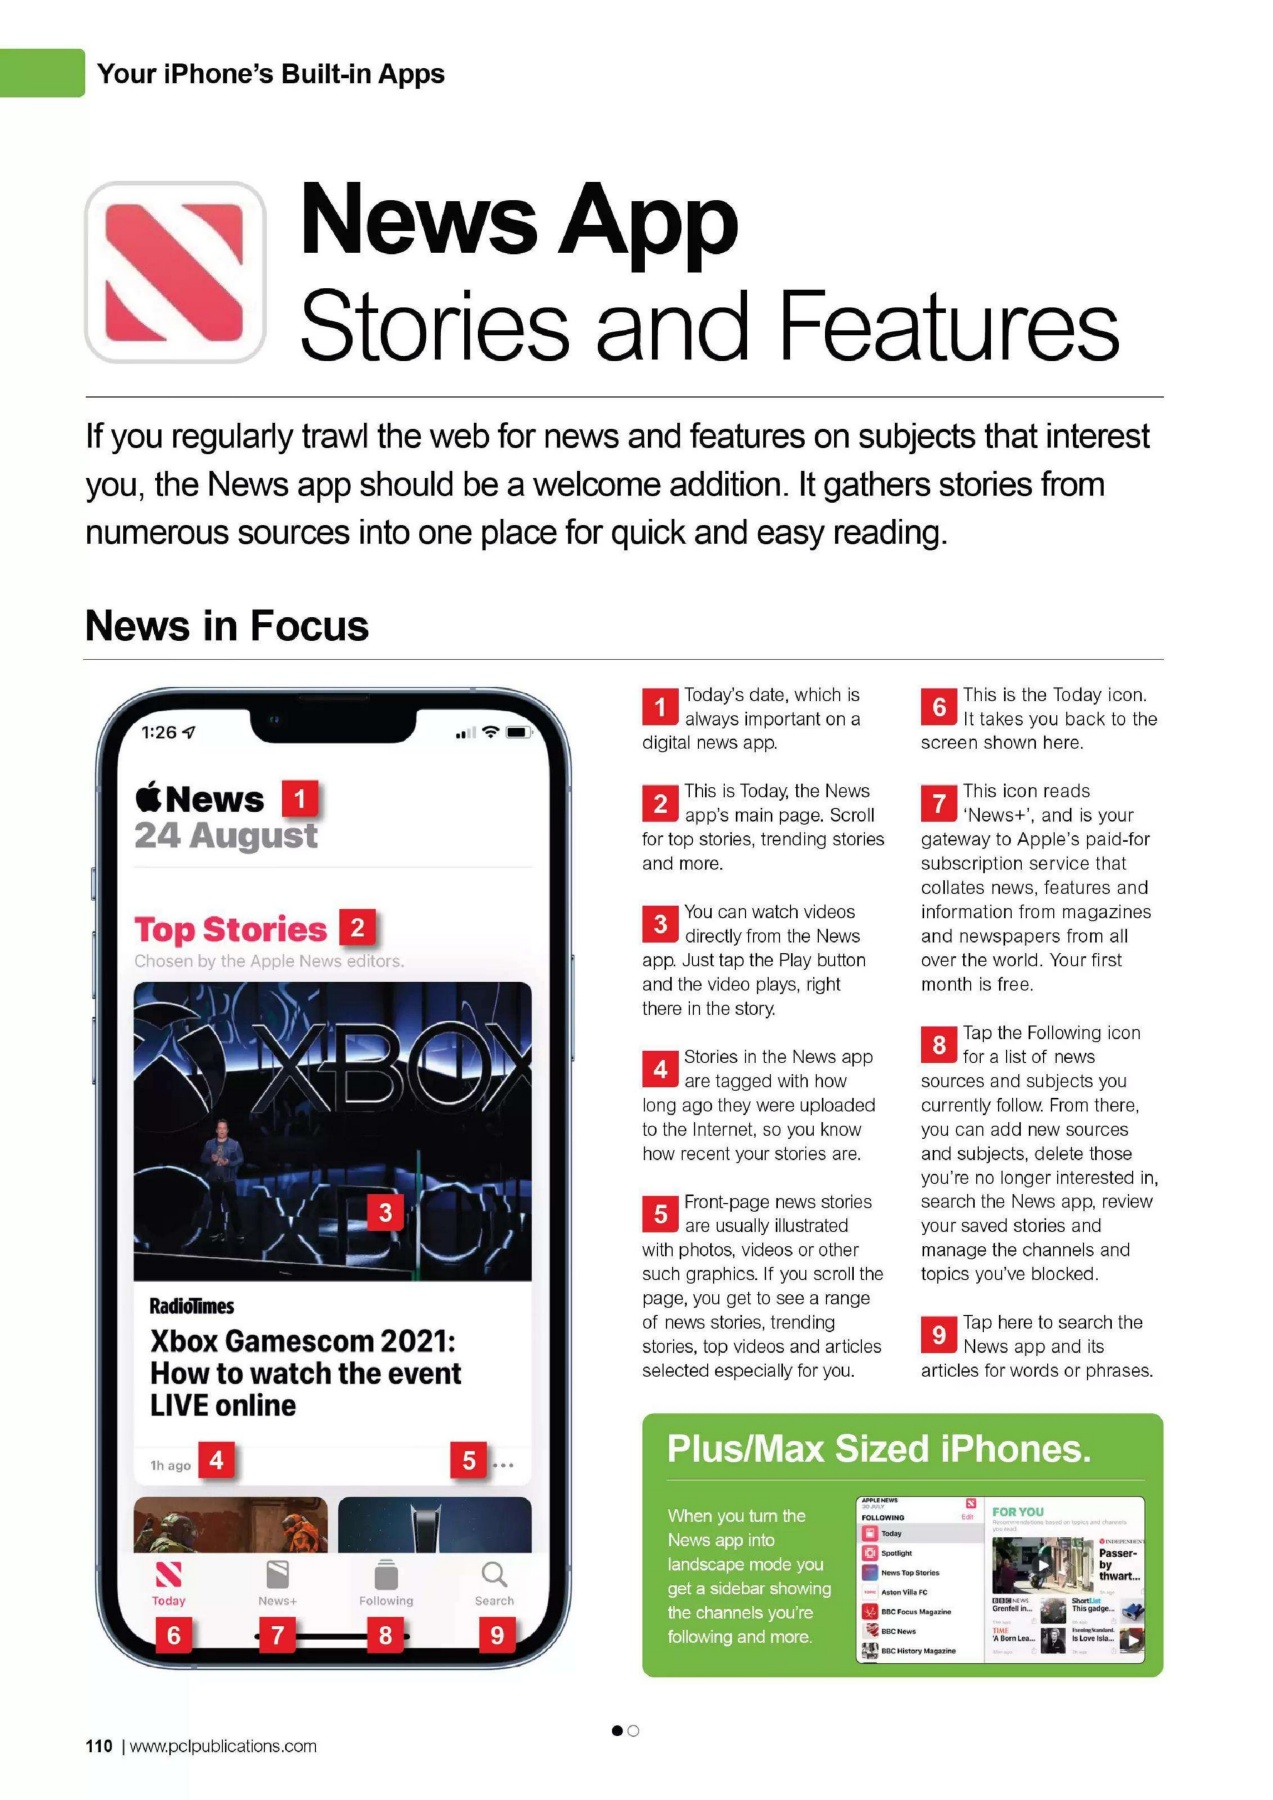 Your iPhone's Built-in Apps
News App
Stories and Features
If you regularly trawl the web for news and features on subjects that interest
you, the News app should be a welcome addition. It gathers stories from
numerous sources into one place for quick and easy reading.
News in Focus
1:26
News 1
24 August
Top Stories 2
Chosen by the Apple News editors.
XBOX
3
RadioTimes
Xbox Gamescom 2021:
How to watch the event
LIVE online
1h ago 4
5 ...
Today
News+
Following
Search
6
7
8
9
1 Today's date, which is
always important on a
digital news app.
2 This is Today, the News
app's main page. Scroll
for top stories, trending stories
and more.
3 You can watch videos
directly from the News
app. Just tap the Play button
and the video plays, right
there in the story.
4 Stories in the News app
are tagged with how
long ago they were uploaded
to the Internet, so you know
how recent your stories are.
5 Front-page news stories
are usually illustrated
with photos, videos or other
such graphics. If you scroll the
page, you get to see a range
of news stories, trending
stories, top videos and articles
selected especially for you.
6 This is the Today icon.
It takes you back to the
screen shown here.
7 This icon reads
'News+', and is your
gateway to Apple's paid-for
subscription service that
collates news, features and
information from magazines
and newspapers from all
over the world. Your first
month is free.
8 Tap the Following icon
for a list of news
sources and subjects you
currently follow. From there,
you can add new sources
and subjects, delete those
you're no longer interested in,
search the News app, review
your saved stories and
manage the channels and
topics you've blocked.
9 Tap here to search the
News app and its
articles for words or phrases.
Plus/Max Sized iPhones.
When you turn the
News app into
landscape mode you
get a sidebar showing
the channels you're
following and more.
APPLE NEWS
30 JULY
FOLLOWING
Edit
Today
Spotlight
News Top Stories
Aston Villa FC
BBC Focus Magazine
BBC News
BBC History Magazine
FOR YOU
Recommendations based on topics and channels
you read.
INDEPENDENT
Passer-
by
thwart...
BBC NEWS
Grenfell in...
ShortList
This gadge...
TIME
'A Born Lea...
Evening Standard.
Is Love Isla...
110 | www.pclpublications.com